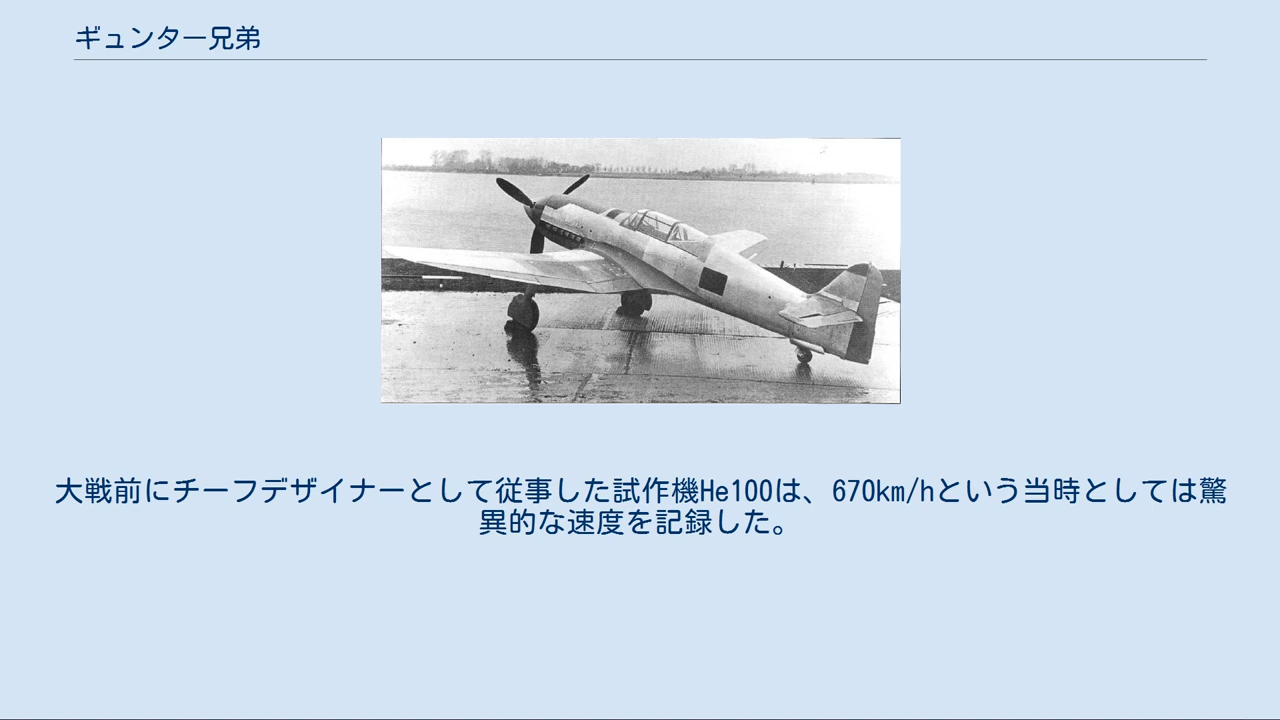 ギュンター兄弟
大戦前にチーフデザイナーとして従事した試作機He100は、670km/hという当時としては驚
異的な速度を記録した。